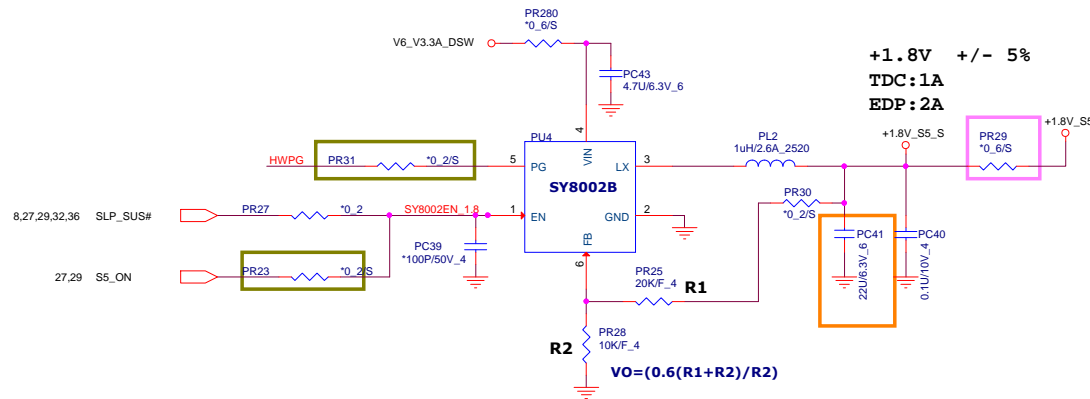 PR280
*0_6/S
V6_V3.3A_DSW
PC43
4.7U/6.3V_6
+1.8V +/- 5%
TDC:1A
EDP:2A
+1.8V_S5_S
+1.8V_S5
PR29
*0_6/S
PU4
4
VIN
PL2
1uH/2.6A_2520
HWPG
PR31
*0_2/S
5
PG
LX
3
SY8002B
PR30
*0_2/S
8,27,29,32,36
SLP_SUS#
PR27
*0_2
SY8002EN_1.8
1
EN
GND
2
FB
6
PC39
*100P/50V_4
PC41
22U/6.3V_6
PC40
0.1U/10V_4
27,29
S5_ON
PR23
*0_2/S
PR25
20K/F_4
R1
R2
PR28
10K/F_4
VO=(0.6(R1+R2)/R2)